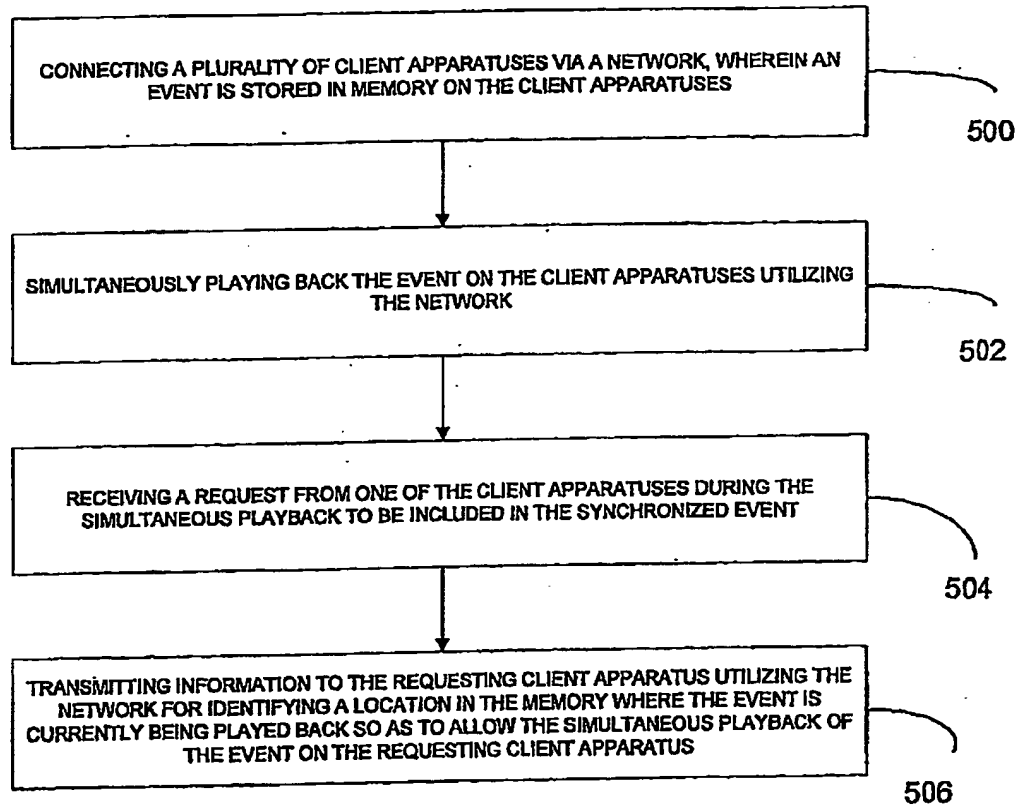 CONNECTING A PLURALITY OF CLIENT APPARATUSES VIA A NETWORK, WHEREIN AN
EVENT IS STORED IN MEMORY ON THE CLIENT APPARATUSES
500
SIMULTANEOUSLY PLAYING BACK THE EVENT ON THE CLIENT APPARATUSES UTILIZING
THE NETWORK
502
RECEIVING A REQUEST FROM ONE OF THE CLIENT APPARATUSES DURING THE
SIMULTANEOUS PLAYBACK TO BE INCLUDED IN THE SYNCHRONIZED EVENT
504
TRANSMITTING INFORMATION TO THE REQUESTING CLIENT APPARATUS UTILIZING THE
NETWORK FOR IDENTIFYING A LOCATION IN THE MEMORY WHERE THE EVENT IS
CURRENTLY BEING PLAYED BACK SO AS TO ALLOW THE SIMULTANEOUS PLAYBACK OF
THE EVENT ON THE REQUESTING CLIENT APPARATUS
506